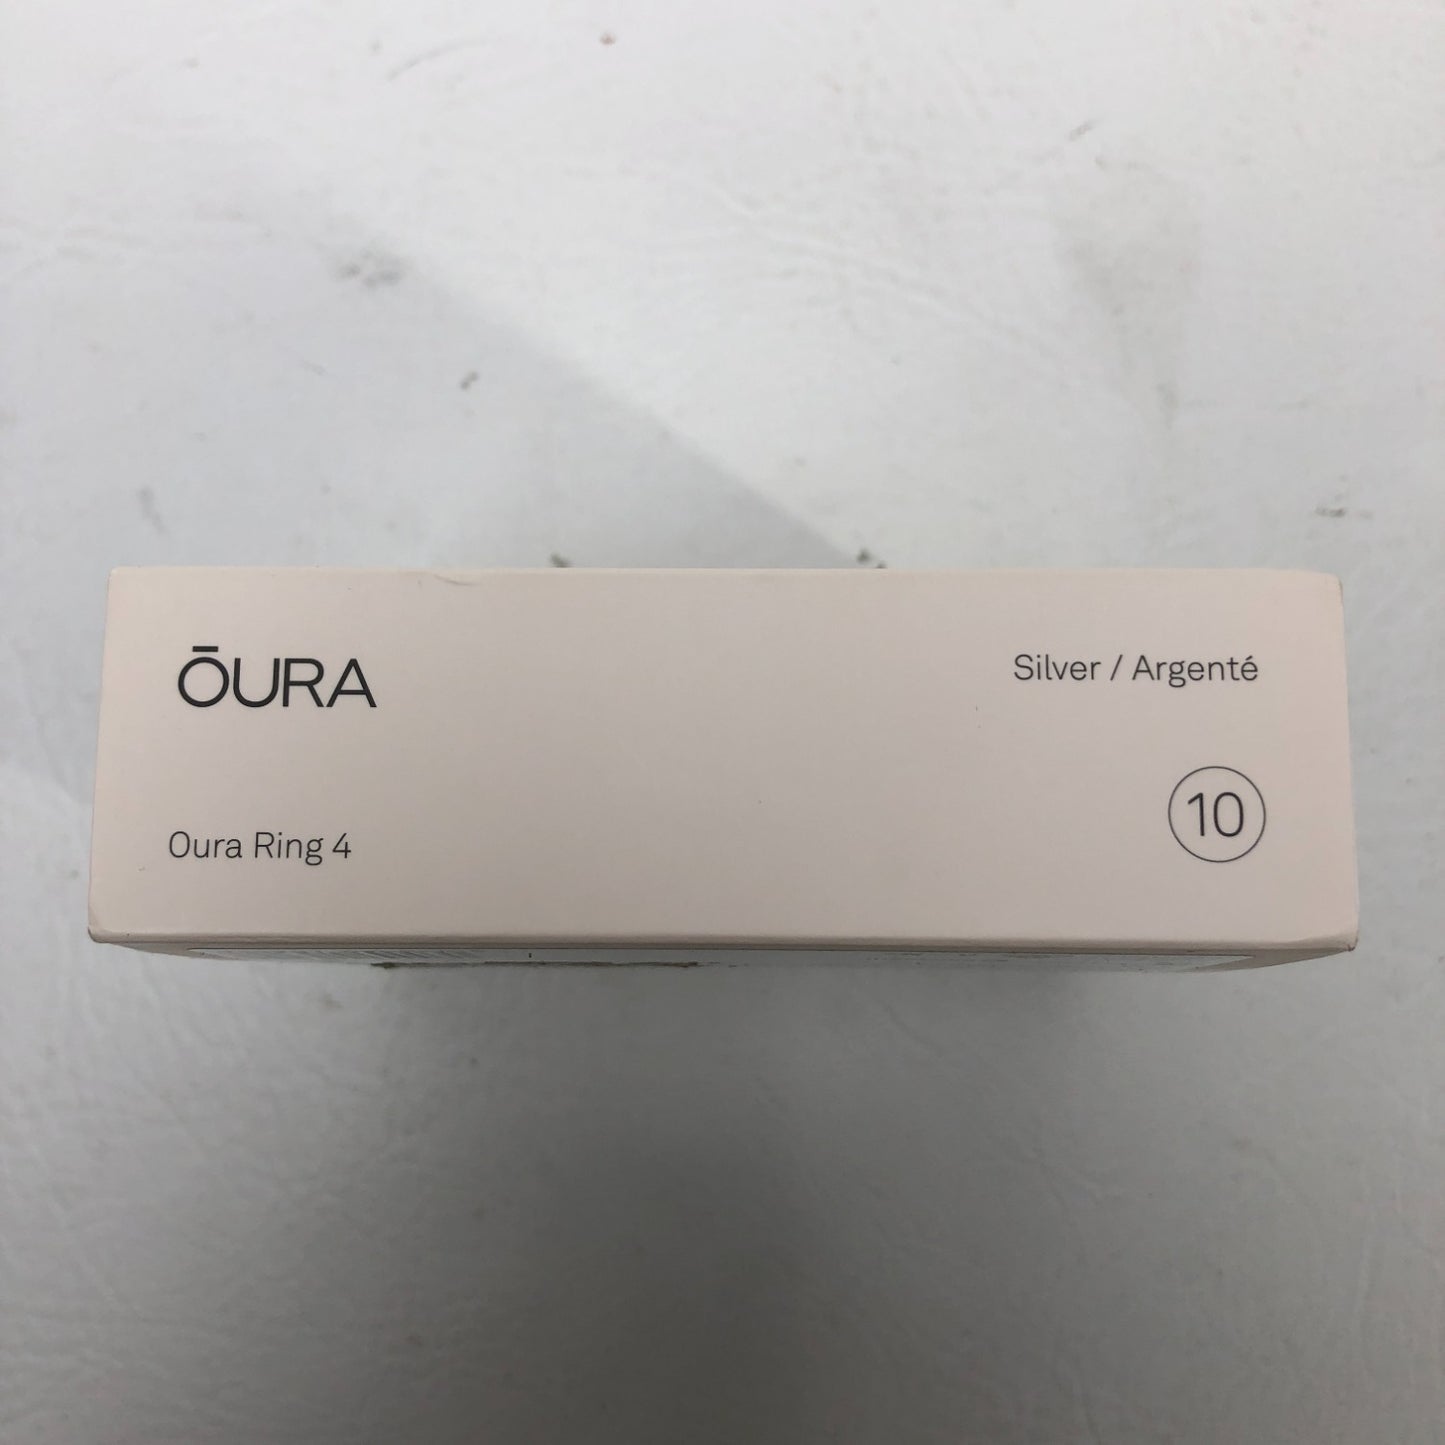 ŌURA
Silver / Argenté
10
Oura Ring 4